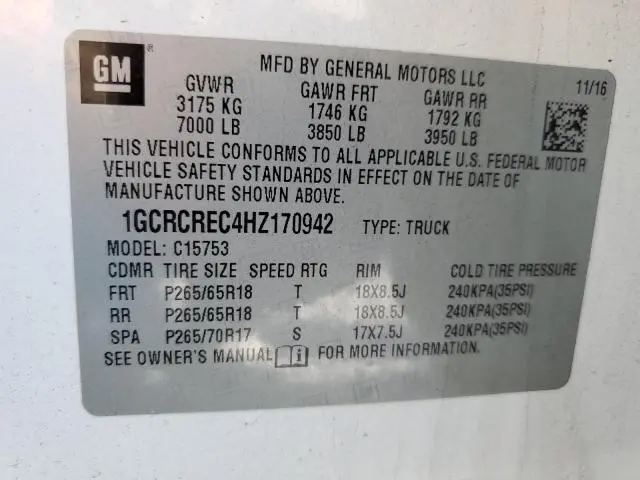 GM ®
MFD BY GENERAL MOTORS LLC 11/16
GVWR GAWR FRT GAWR RR
3175 KG 1746 KG 1792 KG
7000 LB 3850 LB 3950 LB
THIS VEHICLE CONFORMS TO ALL APPLICABLE U.S. FEDERAL MOTOR
VEHICLE SAFETY STANDARDS IN EFFECT ON THE DATE OF
MANUFACTURE SHOWN ABOVE.
1GCRCREC4HZ170942 TYPE: TRUCK
MODEL: C15753
CDMR TIRE SIZE SPEED RTG RIM COLD TIRE PRESSURE
FRT P265/65R18 T 18X8.5J 240KPA(35PSI)
RR P265/65R18 T 18X8.5J 240KPA(35PSI)
SPA P265/70R17 S 17X7.5J 240KPA(35PSI)
SEE OWNER'S MANUAL i FOR MORE INFORMATION.